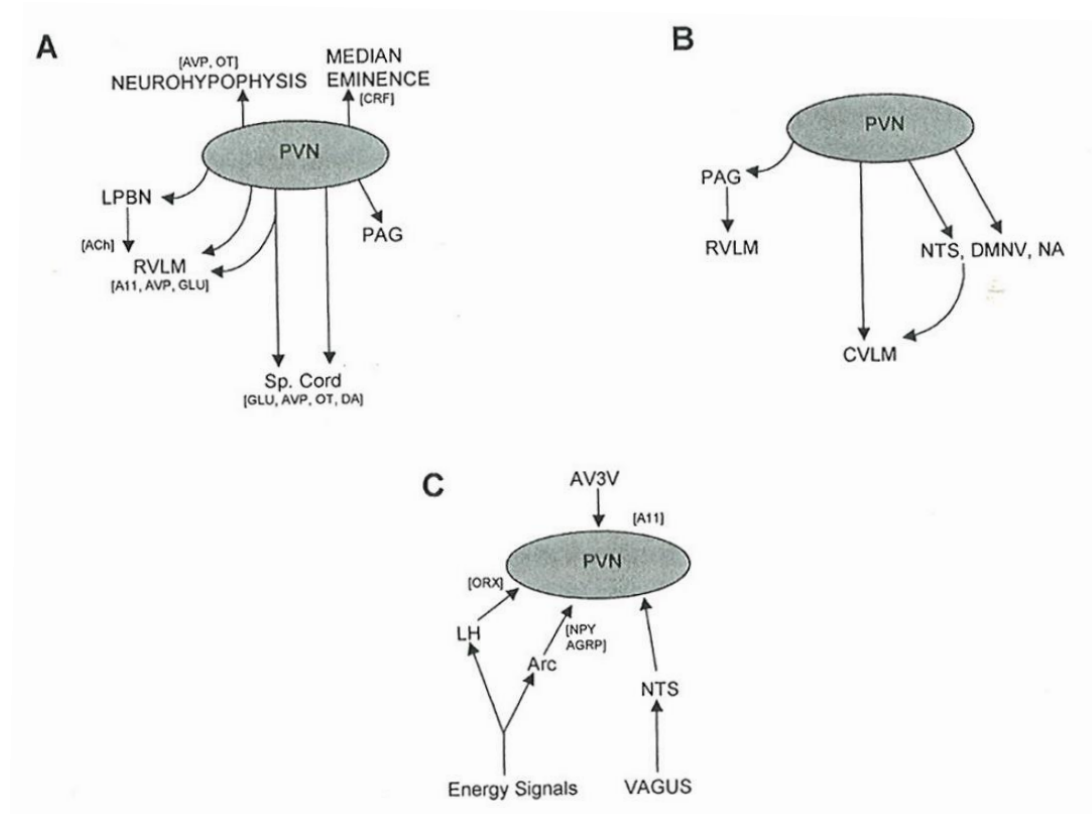 A
[AVP, OT]
NEUROHYPOPHYSIS
MEDIAN
EMINENCE
[CRF]
PVN
LPBN
[ACh]
RVLM
[A11, AVP, GLU]
PAG
Sp. Cord
[GLU, AVP, OT, DA]
B
PVN
PAG
RVLM
NTS, DMNV, NA
CVLM
C
AV3V
[A11]
PVN
[ORX]
LH
[NPY
AGRP]
Arc
NTS
Energy Signals
VAGUS